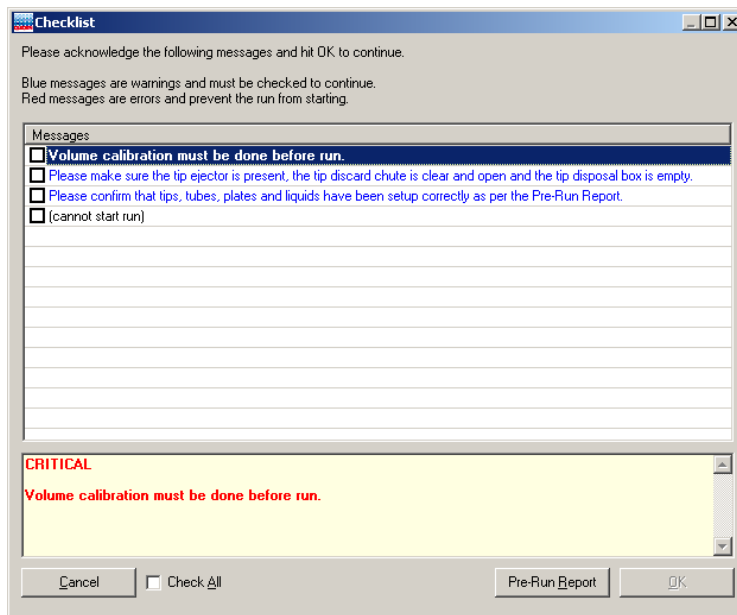 Checklist
Please acknowledge the following messages and hit OK to continue.
Blue messages are warnings and must be checked to continue.
Red messages are errors and prevent the run from starting.
Messages
Volume calibration must be done before run.
Please make sure the tip ejector is present, the tip discard chute is clear and open and the tip disposal box is empty.
Please confirm that tips, tubes, plates and liquids have been setup correctly as per the Pre-Run Report.
(cannot start run)
CRITICAL
Volume calibration must be done before run.
Cancel Check All Pre-Run Report OK